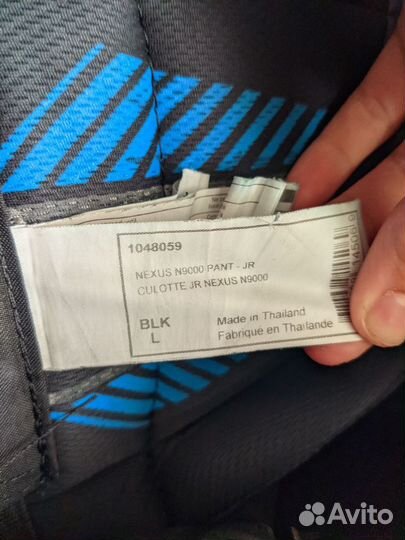 1048059
NEXUS N9000 PANT - JR
CULOTTE JR NEXUS N9000
BLK
L
Made in Thailand
Fabriqué en Thaïlande
Avito